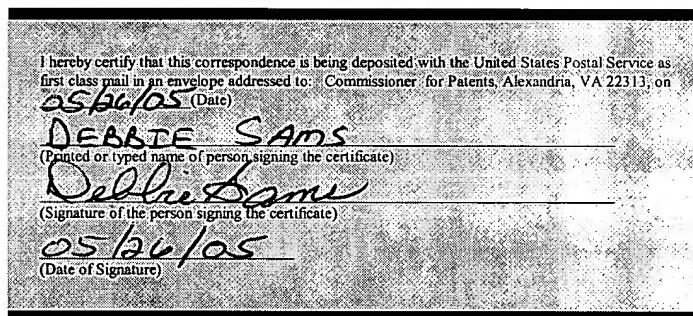 I hereby certify that this correspondence is being deposited with the United States Postal Service as
first class mail in an envelope addressed to: Commissioner for Patents, Alexandria, VA 22313, on
05/26/05 (Date)
DEBBIE SAMS
(Printed or typed name of person signing the certificate)
Debbie Sams
(Signature of the person signing the certificate)
05/26/05
(Date of Signature)